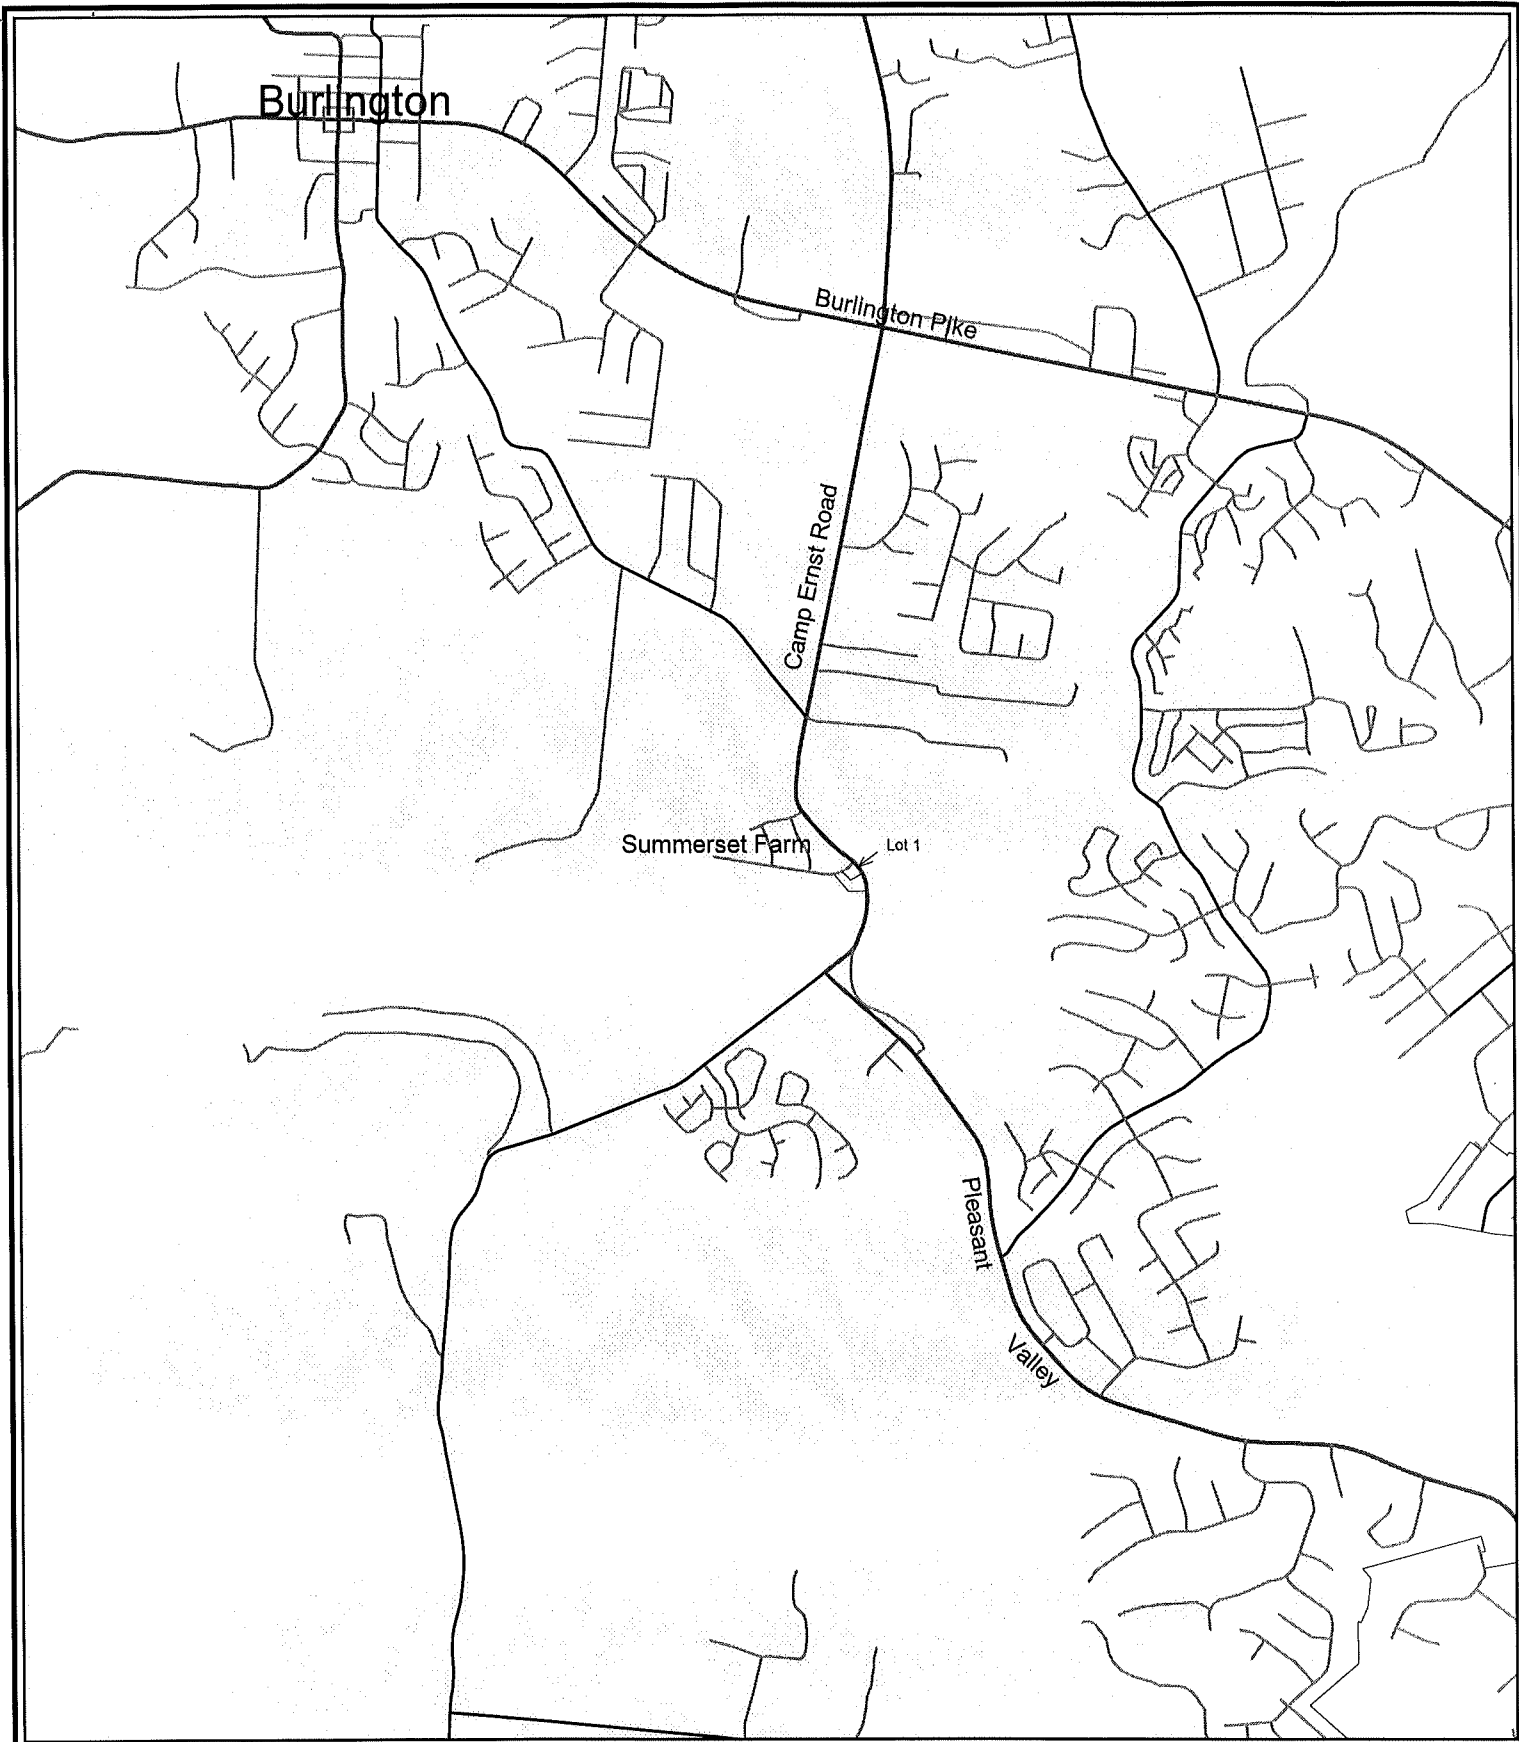 Burlington
Burlington Pike
Camp Ernst Road
Summerset Farm
Lot 1
Pleasant
Valley